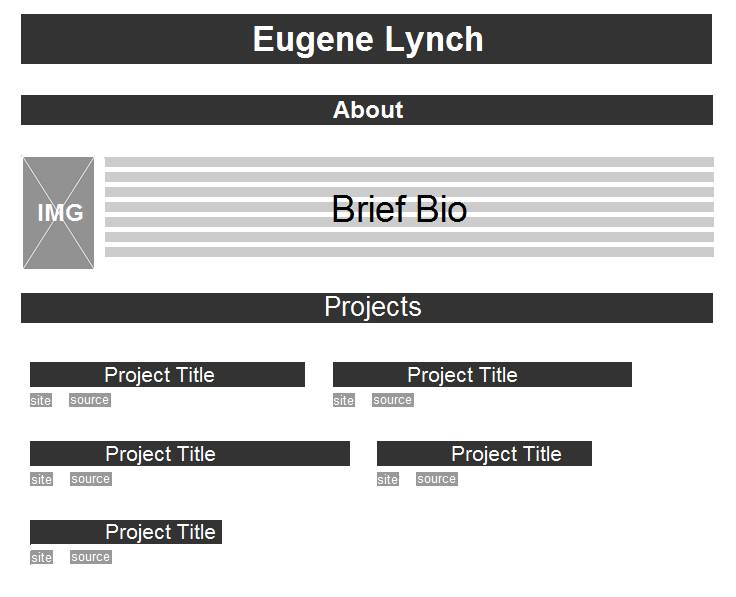 Eugene Lynch
About
IMG
Brief Bio
Projects
Project Title Project Title
site source site source
Project Title Project Title
site source site source
Project Title
site source